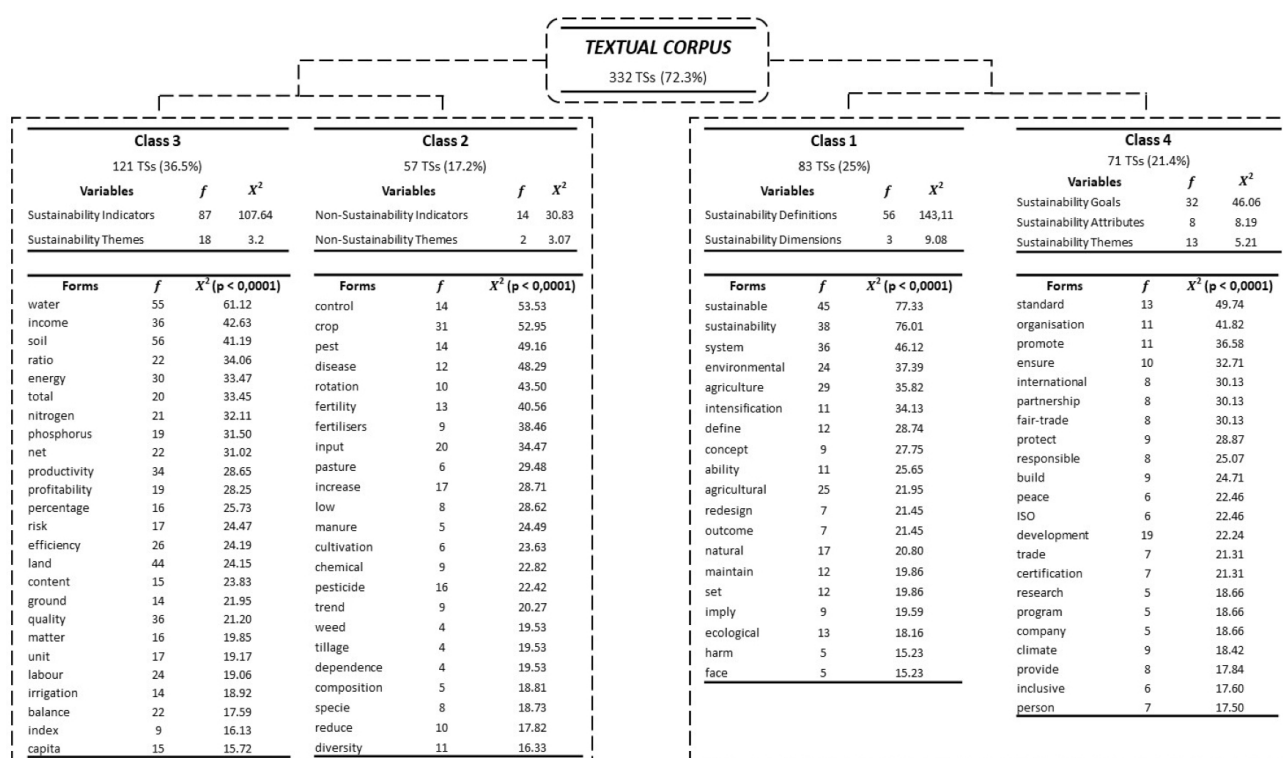 TEXTUAL CORPUS
332 TSs (72.3%)
Class 3
121 TSs (36.5%)
Variables f X²
Sustainability Indicators 87 107.64
Sustainability Themes 18 3.2
Forms f X² (p < 0,0001)
water 55 61.12
income 36 42.63
soil 56 41.19
ratio 22 34.06
energy 30 33.47
total 20 33.45
nitrogen 21 32.11
phosphorus 19 31.50
net 22 31.02
productivity 34 28.65
profitability 19 28.25
percentage 16 25.73
risk 17 24.47
efficiency 26 24.19
land 44 24.15
content 15 23.83
ground 14 21.95
quality 36 21.20
matter 16 19.85
unit 17 19.17
labour 24 19.06
irrigation 14 18.92
balance 22 17.59
index 9 16.13
capita 15 15.72
Class 2
57 TSs (17.2%)
Variables f X²
Non-Sustainability Indicators 14 30.83
Non-Sustainability Themes 2 3.07
Forms f X² (p < 0,0001)
control 14 53.53
crop 31 52.95
pest 14 49.16
disease 12 48.29
rotation 10 43.50
fertility 13 40.56
fertilisers 9 38.46
input 20 34.47
pasture 6 29.48
increase 17 28.71
low 8 28.62
manure 5 24.49
cultivation 6 23.63
chemical 9 22.82
pesticide 16 22.42
trend 9 20.27
weed 4 19.53
tillage 4 19.53
dependence 4 19.53
composition 5 18.81
specie 8 18.73
reduce 10 17.82
diversity 11 16.33
Class 1
83 TSs (25%)
Variables f X²
Sustainability Definitions 56 143,11
Sustainability Dimensions 3 9.08
Forms f X² (p < 0,0001)
sustainable 45 77.33
sustainability 38 76.01
system 36 46.12
environmental 24 37.39
agriculture 29 35.82
intensification 11 34.13
define 12 28.74
concept 9 27.75
ability 11 25.65
agricultural 25 21.95
redesign 7 21.45
outcome 7 21.45
natural 17 20.80
maintain 12 19.86
set 12 19.86
imply 9 19.59
ecological 13 18.16
harm 5 15.23
face 5 15.23
Class 4
71 TSs (21.4%)
Variables f X²
Sustainability Goals 32 46.06
Sustainability Attributes 8 8.19
Sustainability Themes 13 5.21
Forms f X² (p < 0,0001)
standard 13 49.74
organisation 11 41.82
promote 11 36.58
ensure 10 32.71
international 8 30.13
partnership 8 30.13
fair-trade 8 30.13
protect 9 28.87
responsible 8 25.07
build 9 24.71
peace 6 22.46
ISO 6 22.46
development 19 22.24
trade 7 21.31
certification 7 21.31
research 5 18.66
program 5 18.66
company 5 18.66
climate 9 18.42
provide 8 17.84
inclusive 6 17.60
person 7 17.50